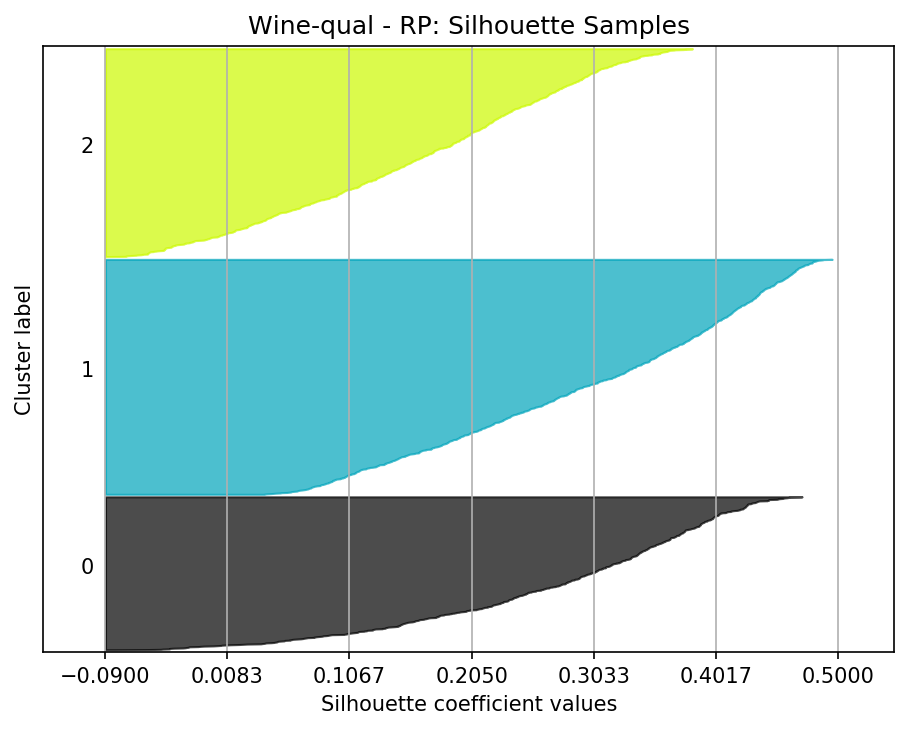 Wine-qual - RP: Silhouette Samples
2
1
0
Cluster label
−0.0900 0.0083 0.1067 0.2050 0.3033 0.4017 0.5000
Silhouette coefficient values